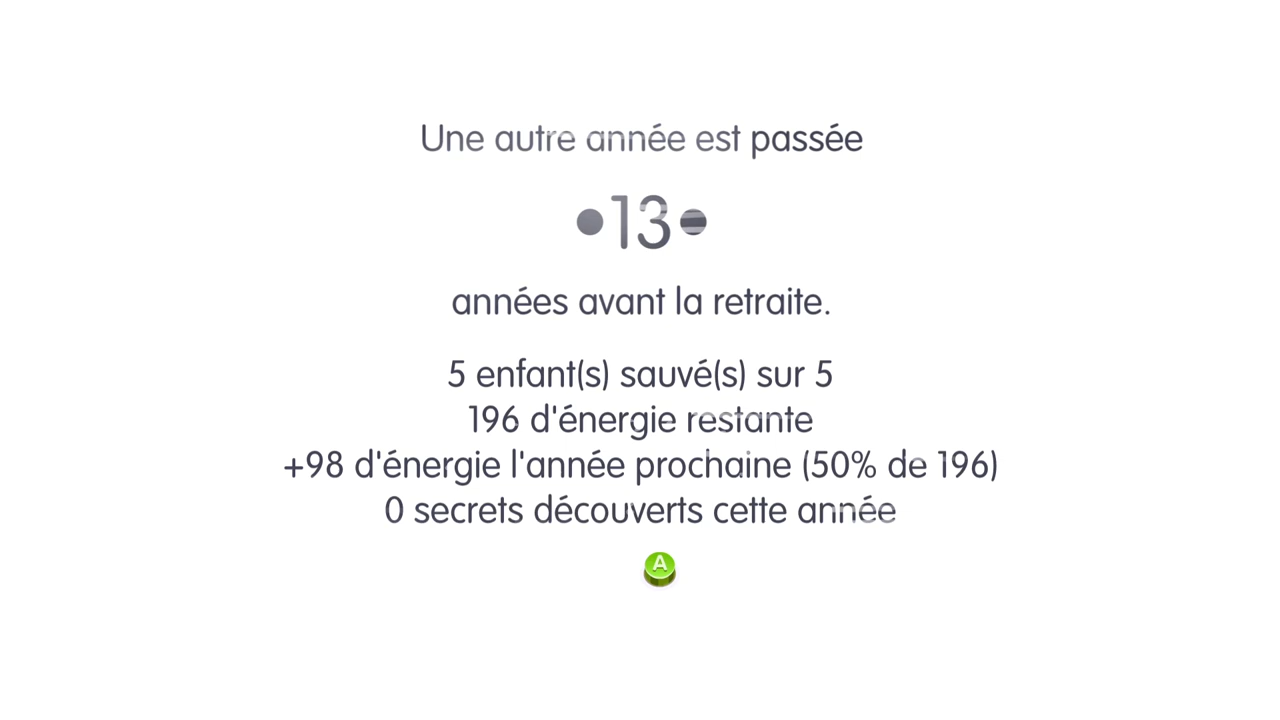 Une autre année est passée
•13•
années avant la retraite.
5 enfant(s) sauvé(s) sur 5
196 d'énergie restante
+98 d'énergie l'année prochaine (50% de 196)
0 secrets découverts cette année
A